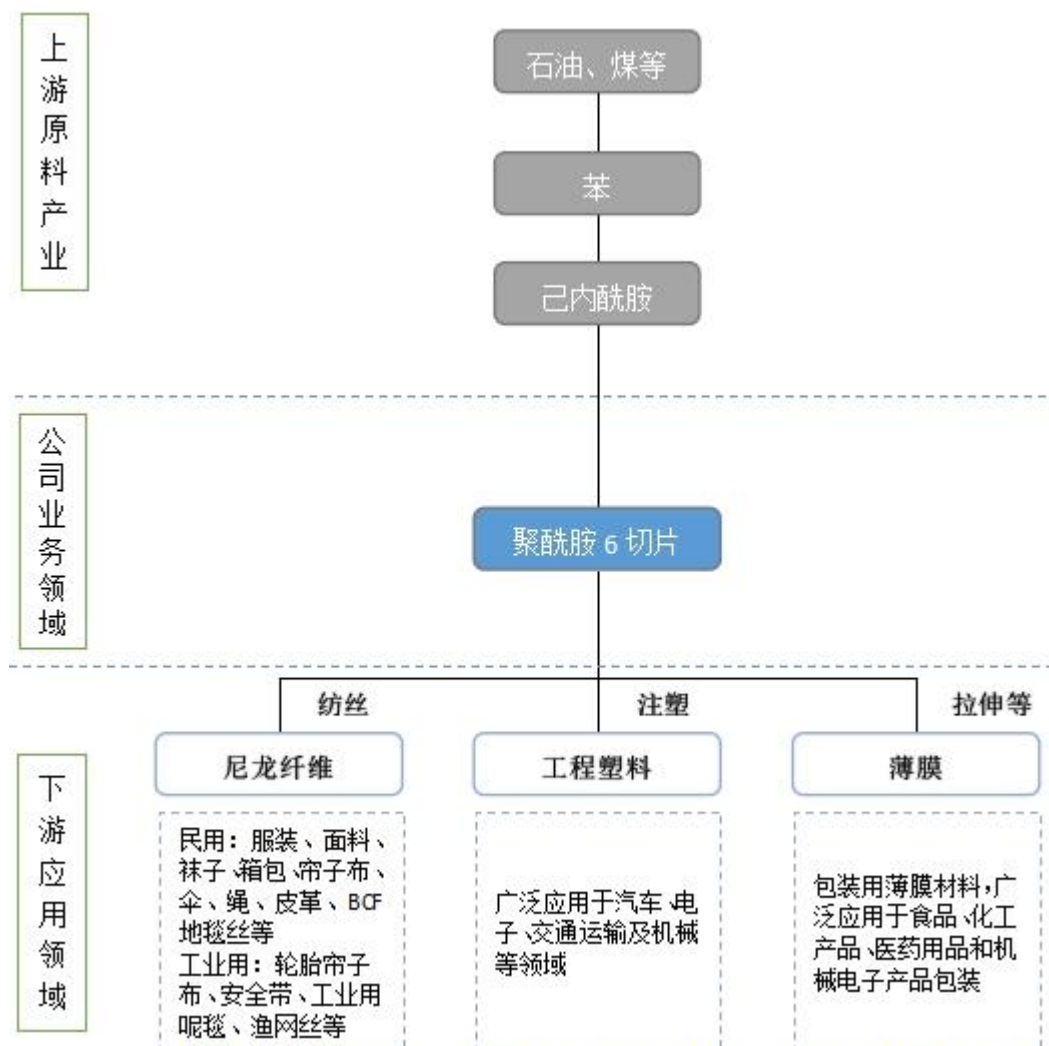 上游原料产业
石油、煤等
苯
己内酰胺
公司业务领域
聚酰胺 6 切片
下游应用领域
纺丝
注塑
拉伸等
尼龙纤维
工程塑料
薄膜
民用：服装、面料、
袜子、箱包、帘子布、
伞、绳、皮革、BCF
地毯丝等
工业用：轮胎帘子
布、安全带、工业用
呢毯、渔网丝等
广泛应用于汽车、电
子、交通运输及机械
等领域
包装用薄膜材料，广
泛应用于食品、化工
产品、医药用品和机
械电子产品包装